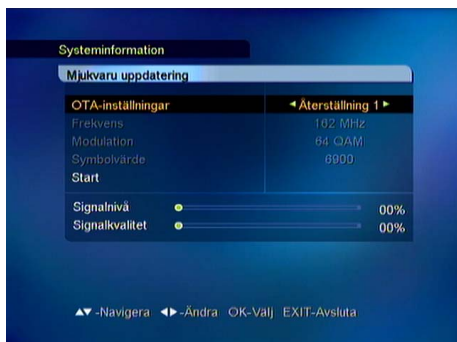 Systeminformation
Mjukvaru uppdatering
OTA-inställningar ◄Återställning 1►
Frekvens 162 MHz
Modulation 64 QAM
Symbolvärde 6900
Start
Signalnivå 00%
Signalkvalitet 00%
▲▼-Navigera ◄►-Ändra OK-Välj EXIT-Avsluta